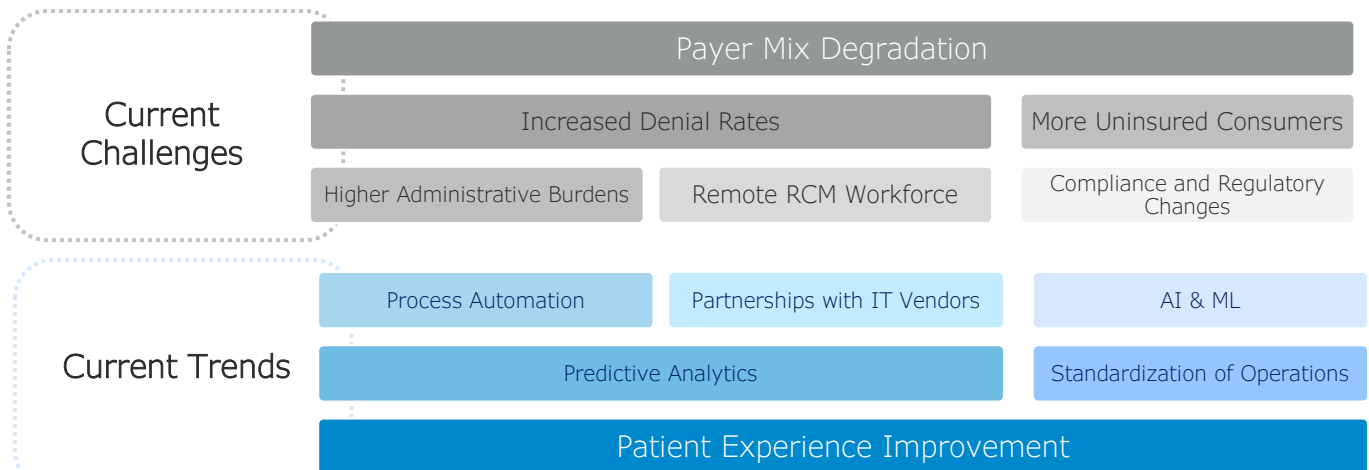 Current
Challenges
Payer Mix Degradation
Increased Denial Rates
More Uninsured Consumers
Higher Administrative Burdens
Remote RCM Workforce
Compliance and Regulatory
Changes
Current Trends
Process Automation
Partnerships with IT Vendors
AI & ML
Predictive Analytics
Standardization of Operations
Patient Experience Improvement